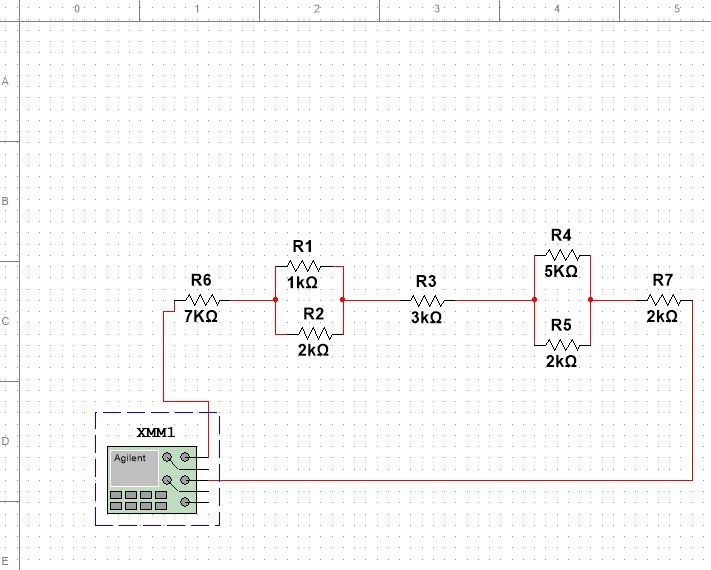 0 1 2 3 4 5
A
B
R4
R1
5KΩ
R6 R3 R7
1kΩ
R2
7KΩ 3kΩ 2kΩ
C
R5
2kΩ
2kΩ
XMM1
D
Agilent
E